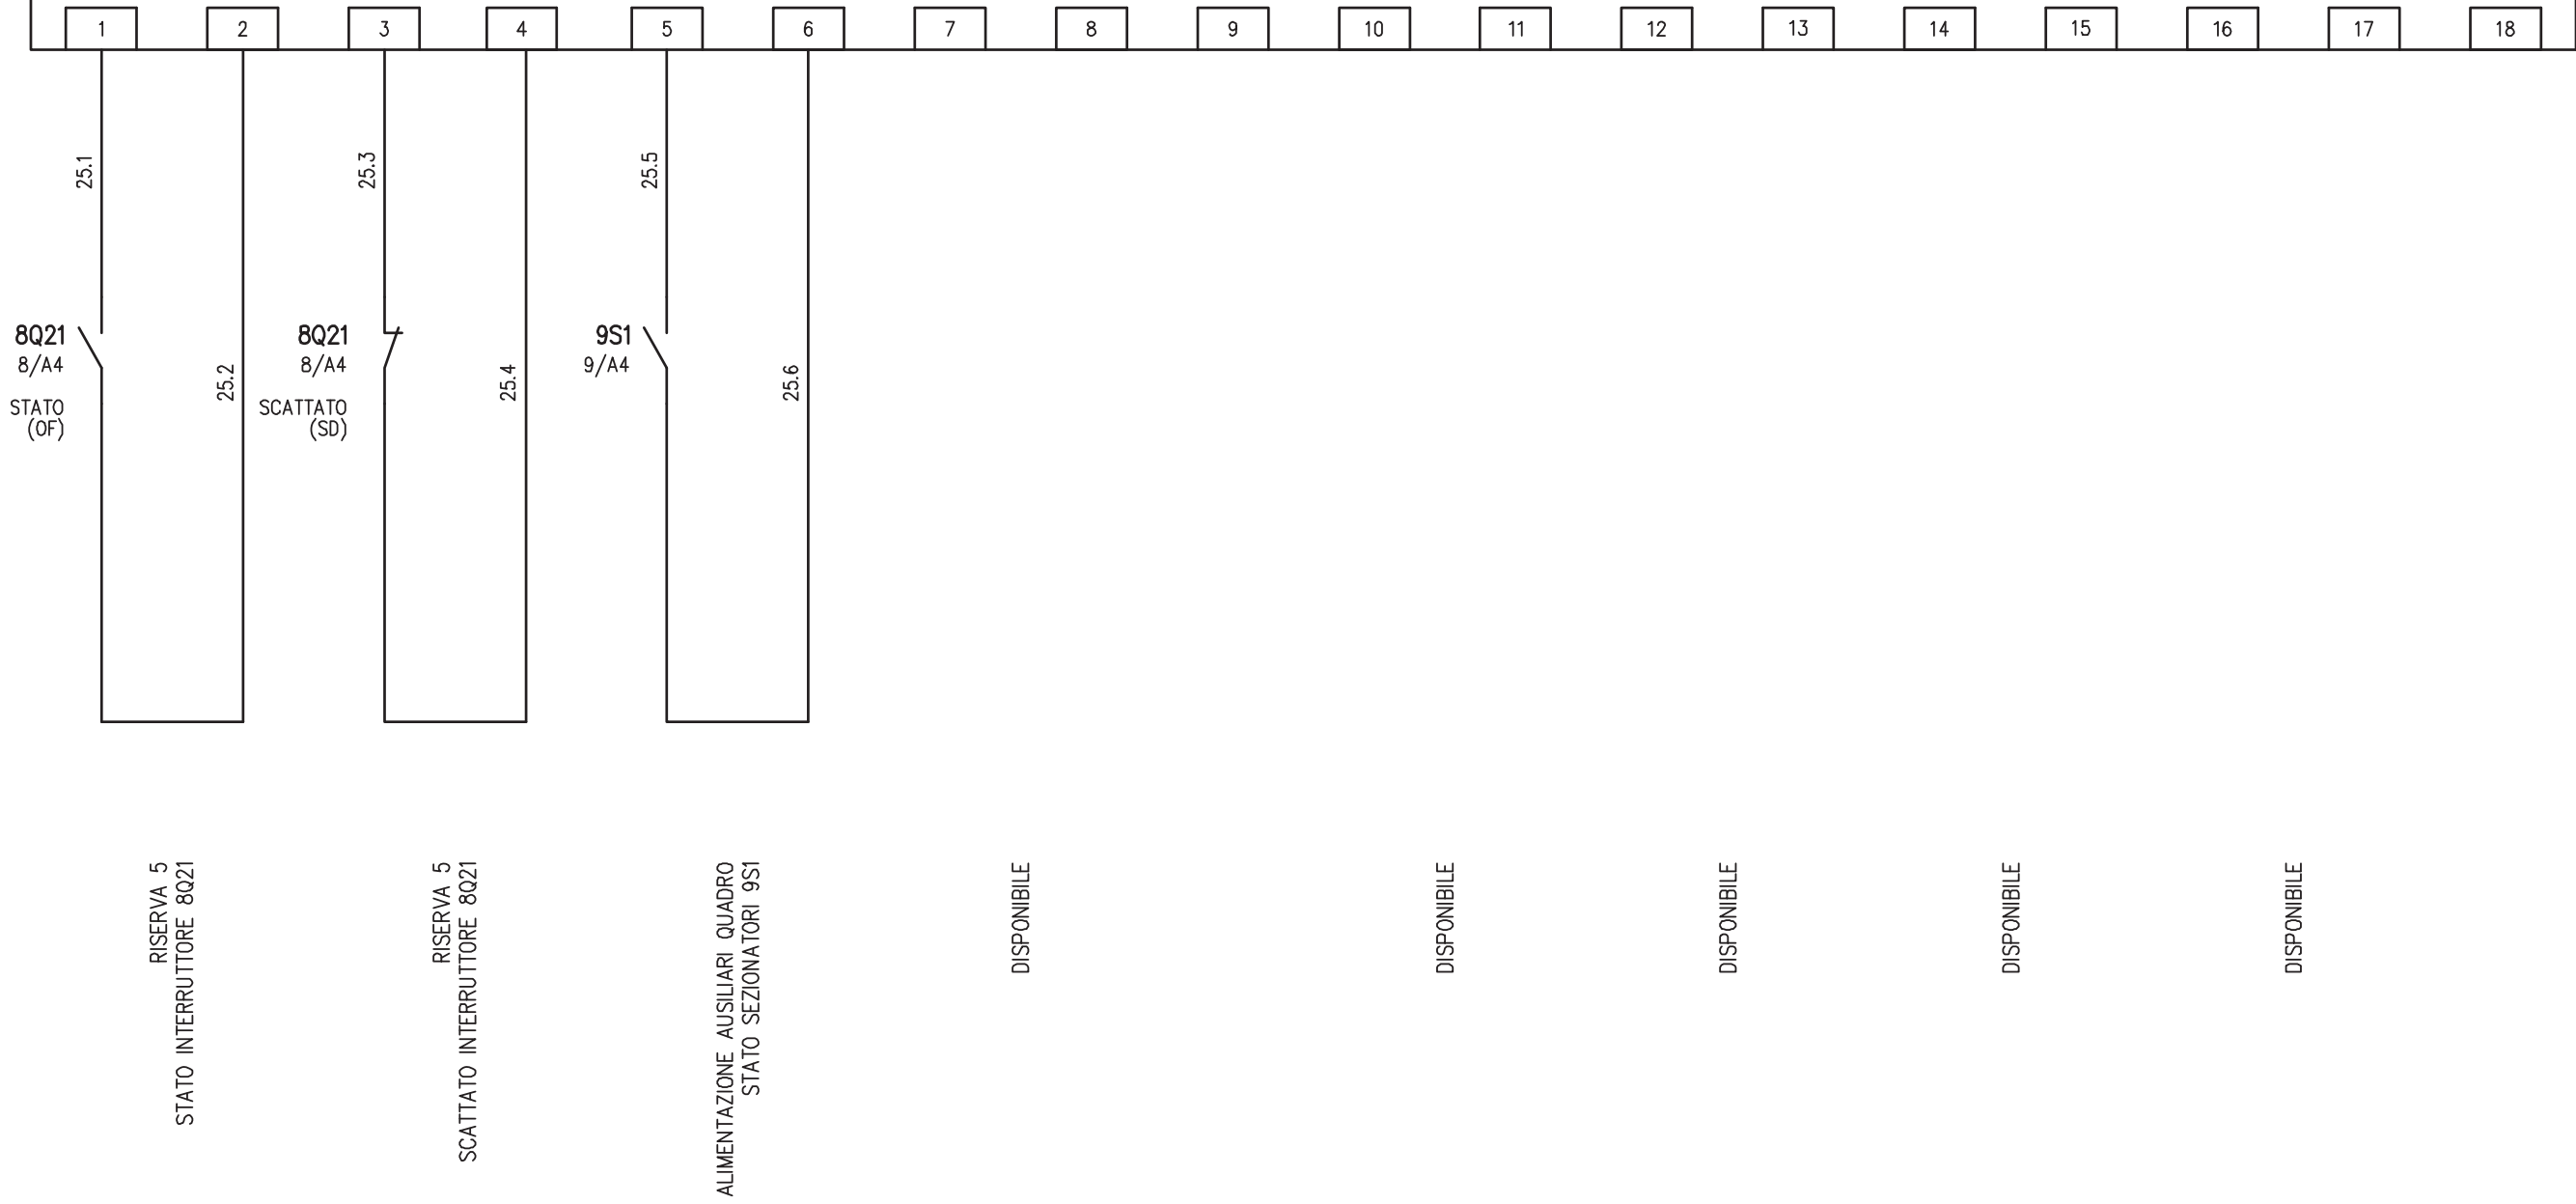 1
2
3
4
5
6
7
8
9
10
11
12
13
14
15
16
17
18
25.1
25.3
25.5
8Q21
8/A4
STATO
(OF)
25.2
8Q21
8/A4
SCATTATO
(SD)
25.4
9S1
9/A4
25.6
RISERVA 5
STATO INTERRUTTORE 8Q21
RISERVA 5
SCATTATO INTERRUTTORE 8Q21
ALIMENTAZIONE AUSILIARI QUADRO
STATO SEZIONATORI 9S1
DISPONIBILE
DISPONIBILE
DISPONIBILE
DISPONIBILE
DISPONIBILE